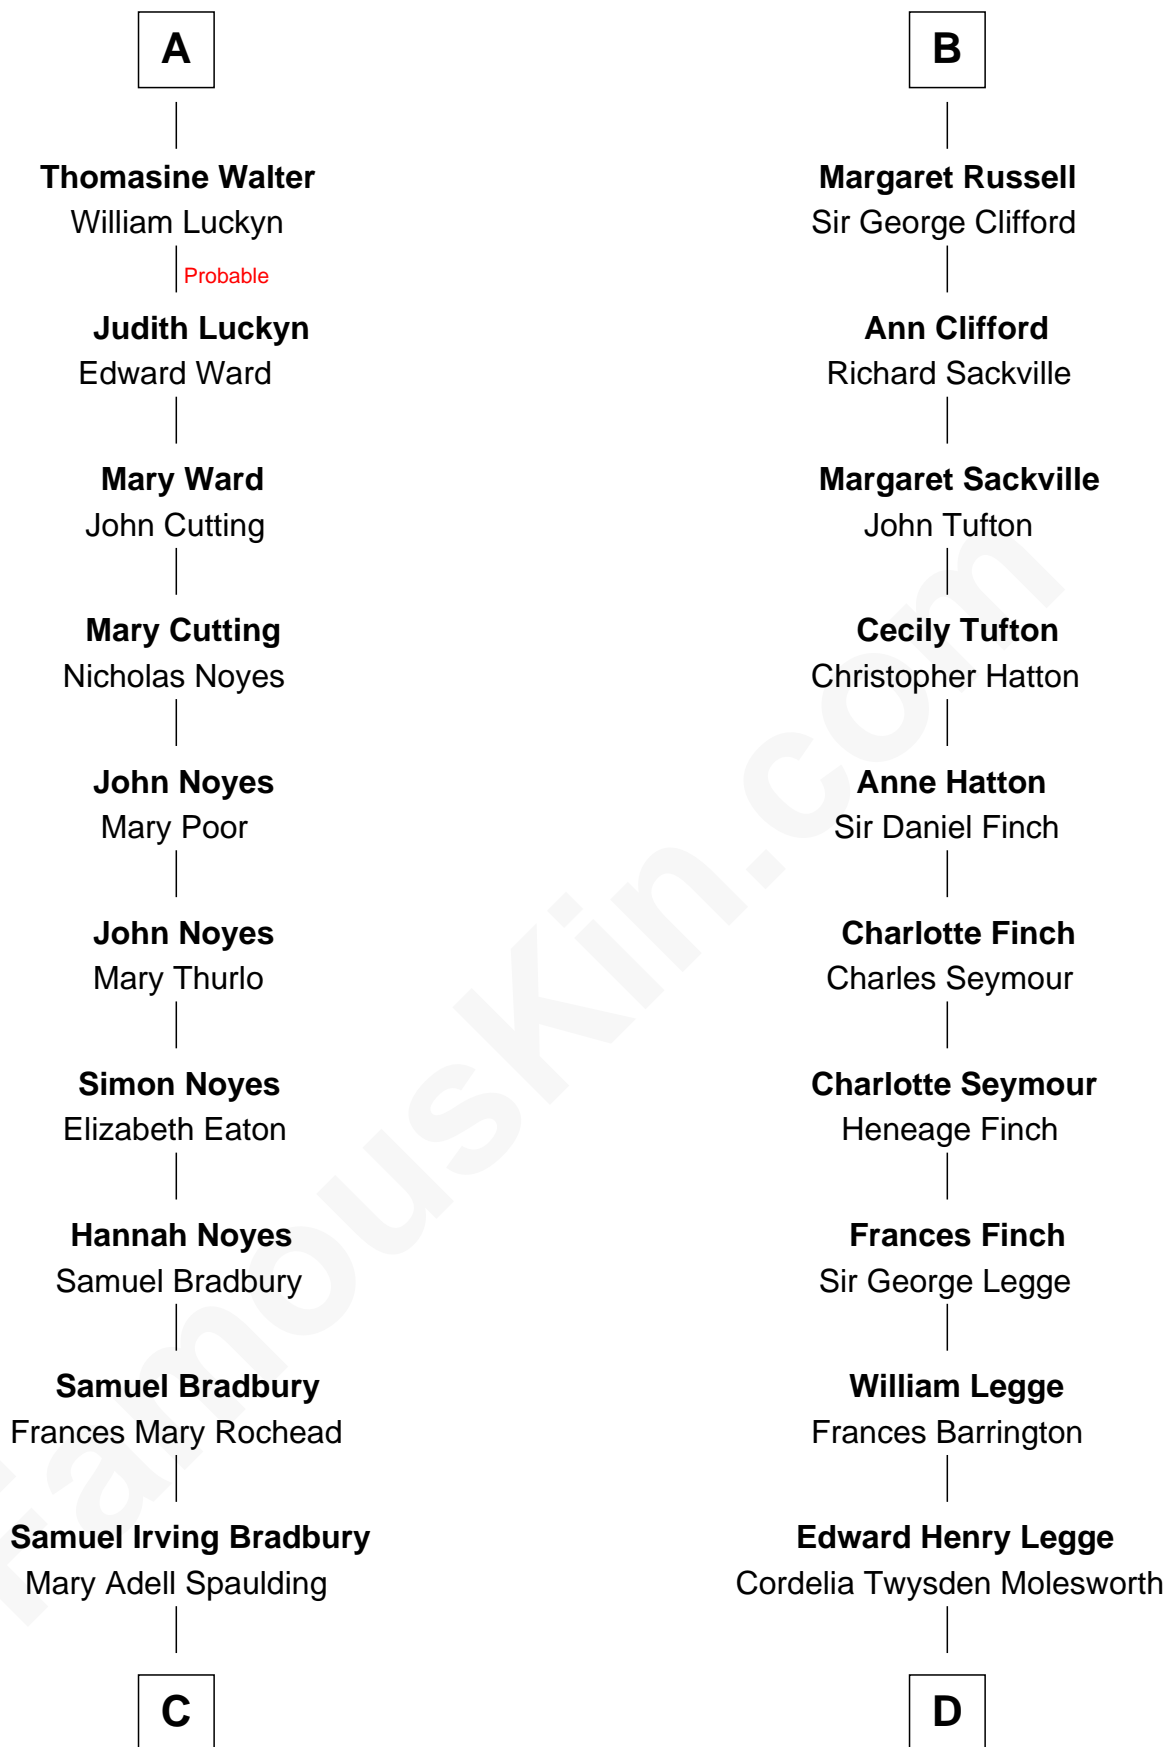 A
Thomasine Walter
William Luckyn
Probable
Judith Luckyn
Edward Ward
Mary Ward
John Cutting
Mary Cutting
Nicholas Noyes
John Noyes
Mary Poor
John Noyes
Mary Thurlo
Simon Noyes
Elizabeth Eaton
Hannah Noyes
Samuel Bradbury
Samuel Bradbury
Frances Mary Rochead
Samuel Irving Bradbury
Mary Adell Spaulding
C
B
Margaret Russell
Sir George Clifford
Ann Clifford
Richard Sackville
Margaret Sackville
John Tufton
Cecily Tufton
Christopher Hatton
Anne Hatton
Sir Daniel Finch
Charlotte Finch
Charles Seymour
Charlotte Seymour
Heneage Finch
Frances Finch
Sir George Legge
William Legge
Frances Barrington
Edward Henry Legge
Cordelia Twysden Molesworth
D
FamousKin.com